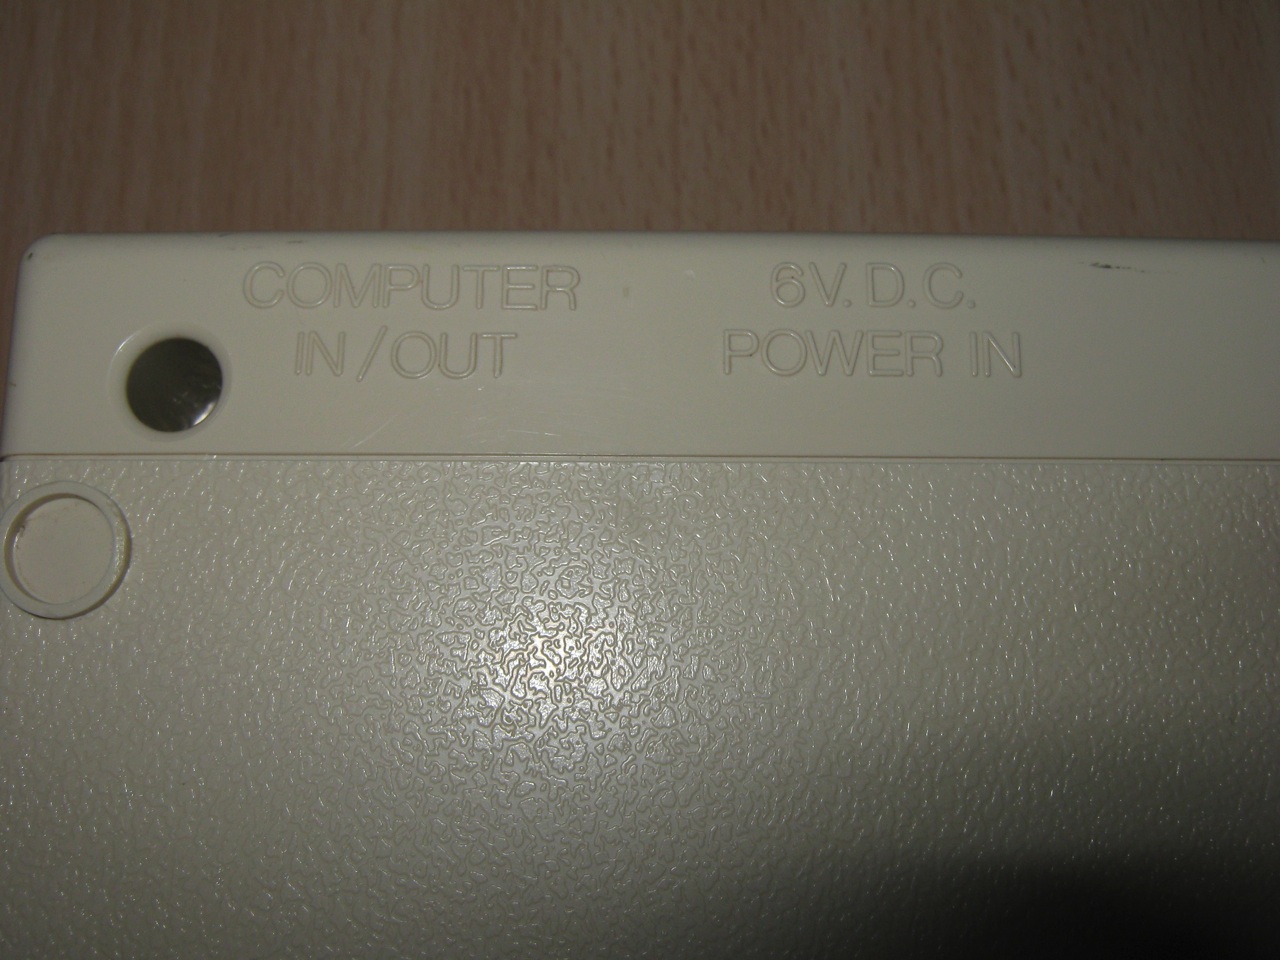 COMPUTER
IN/OUT
6V. D. C.
POWER IN